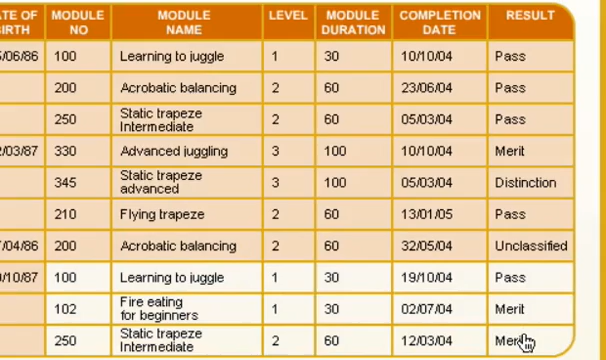 ATE OF MODULE MODULE LEVEL MODULE COMPLETION RESULT
IRTH NO NAME DURATION DATE
/06/86 100 Learning to juggle 1 30 10/10/04 Pass
200 Acrobatic balancing 2 60 23/06/04 Pass
250 Static trapeze Intermediate 2 60 05/03/04 Pass
/03/87 330 Advanced juggling 3 100 10/10/04 Merit
345 Static trapeze advanced 3 100 05/03/04 Distinction
210 Flying trapeze 2 60 13/01/05 Pass
/04/86 200 Acrobatic balancing 2 60 32/05/04 Unclassified
/10/87 100 Learning to juggle 1 30 19/10/04 Pass
102 Fire eating for beginners 1 30 02/07/04 Merit
250 Static trapeze Intermediate 2 60 12/03/04 Merit